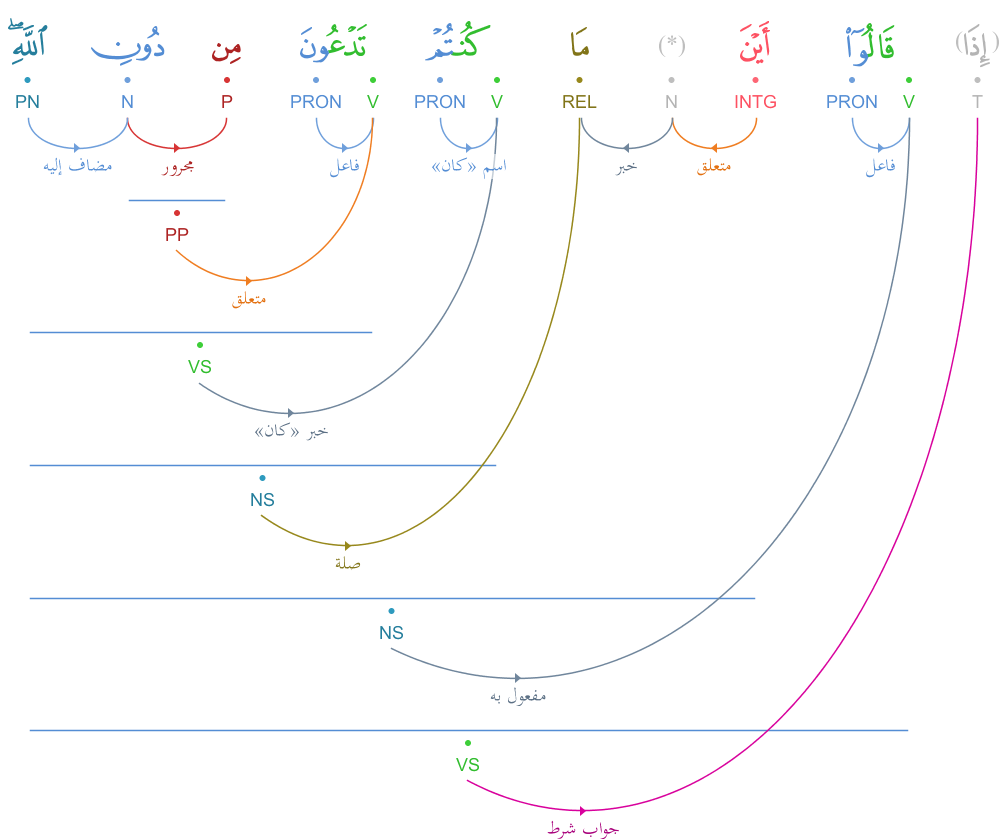 (إِذَا) قَالُوٓا۟ أَيْنَ (*) مَا كُنتُمْ تَدْعُونَ مِن دُونِ ٱللَّهِ ۖ
T V PRON INTG N REL V PRON V PRON P N PN
فاعل متعلق خبر اسم «كان» فاعل مجرور مضاف إليه
PP
متعلق
VS
خبر «كان»
NS
صلة
NS
مفعول به
VS
جواب شرط